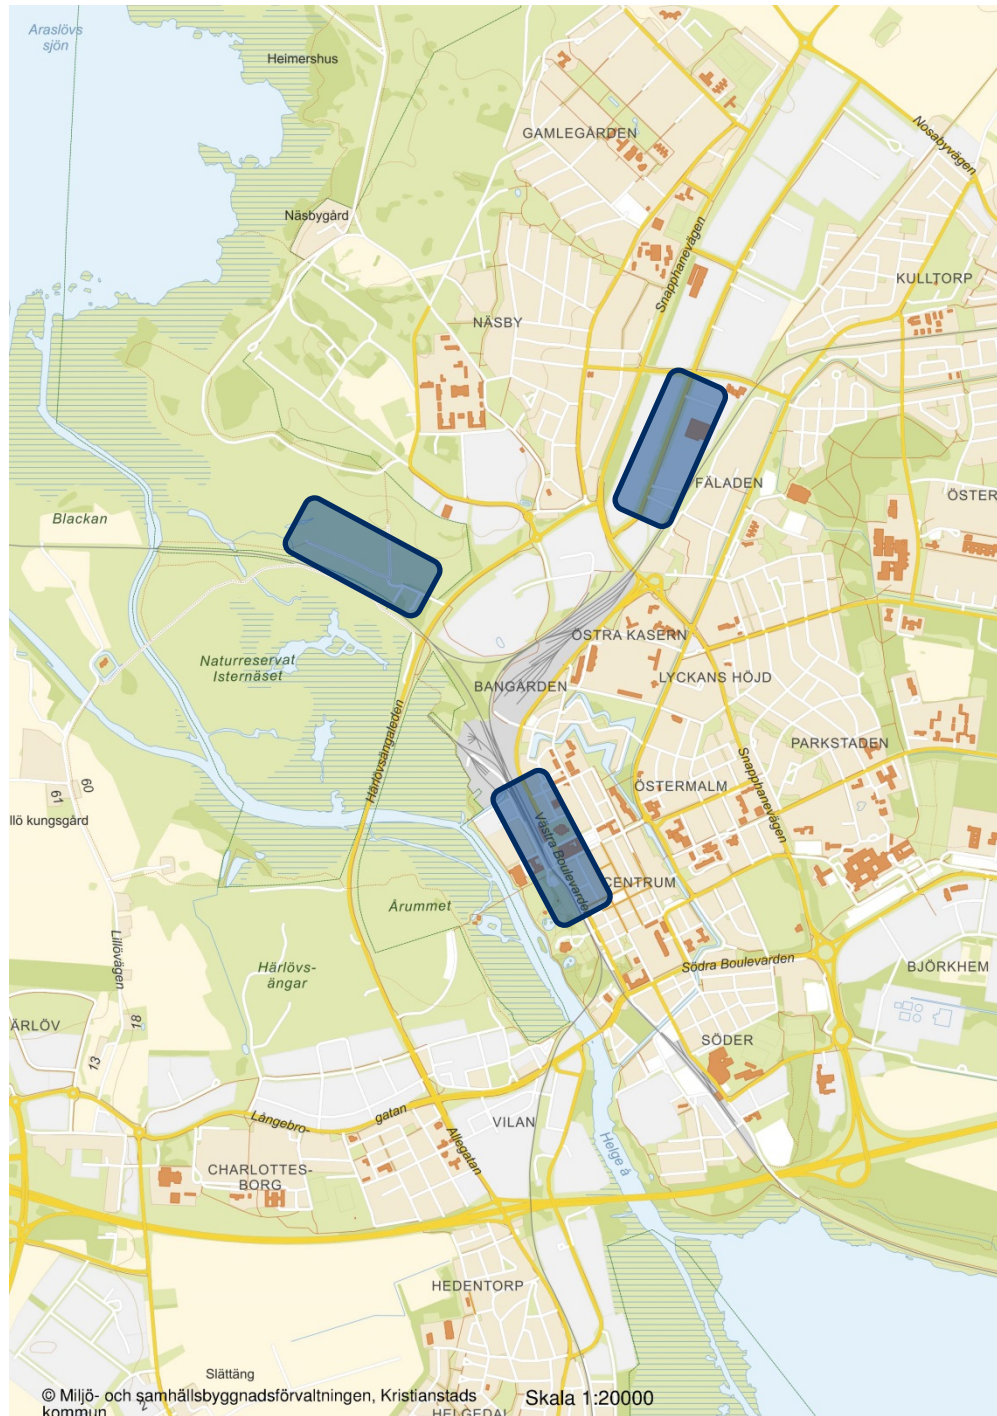 Araslövs
sjön
Heimershus
GAMLEGÅRDEN
Nosabyvägen
Näsbygård
Snapphanevägen
KULLTORP
NÄSBY
FÄLADEN
ÖSTER
Blackan
ÖSTRA KASERN
Naturreservat
Isternäset
LYCKANS HÖJD
BANGÅRDEN
Härlövsängaleden
PARKSTADEN
Snapphanevägen
60
61
ÖSTERMALM
llö kungsgård
Västra Boulevarden
CENTRUM
Årummet
Lillövägen
Härlövs-
ängar
Södra Boulevarden
BJÖRKHEM
ÄRLÖV
18
13
SÖDER
Långebro-
gatan
VILAN
Allegatan
Helge å
CHARLOTTES-
BORG
HEDENTORP
Slättäng
© Miljö- och samhällsbyggnadsförvaltningen, Kristianstads
kommun
Skala 1:20000
2
HELGEDAL